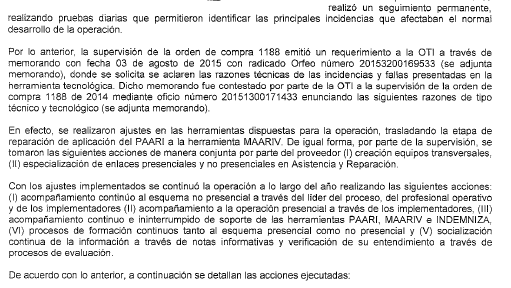 realizó un seguimiento permanente,
realizando pruebas diarias que permitieron identificar las principales incidencias que afectaban el normal
desarrollo de la operación.
Por lo anterior, la supervisión de la orden de compra 1188 emitió un requerimiento a la OTI a través de
memorando con fecha 03 de agosto de 2015 con radicado Orfeo número 20153200169533 (se adjunta
memorando), donde se solicita se aclaren las razones técnicas de las incidencias y fallas presentadas en la
herramienta tecnológica. Dicho memorando fue contestado por parte de la OTI a la supervisión de la orden de
compra 1188 de 2014 mediante oficio número 20151300171433 enunciando las siguientes razones de tipo
técnico y tecnológico (se adjunta memorando).
En efecto, se realizaron ajustes en las herramientas dispuestas para la operación, trasladando la etapa de
reparación de aplicación del PAARI a la herramienta MAARIV. De igual forma, por parte de la supervisión, se
tomaron las siguientes acciones de manera conjunta por parte del proveedor (I) creación equipos transversales,
(II) especialización de enlaces presenciales y no presenciales en Asistencia y Reparación.
Con los ajustes implementados se continuó la operación a lo largo del año realizando las siguientes acciones:
(I) acompañamiento continúo al esquema no presencial a través del líder del proceso, del profesional operativo
y de los implementadores (II) acompañamiento a la operación presencial a través de los implementadores, (III)
acompañamiento continuo e ininterrumpido de soporte de las herramientas PAARI, MAARIV e INDEMNIZA,
(VI) procesos de formación continuos tanto al esquema presencial como no presencial y (V) socialización
continua de la información a través de notas informativas y verificación de su entendimiento a través de
procesos de evaluación.
De acuerdo con lo anterior, a continuación se detallan las acciones ejecutadas: